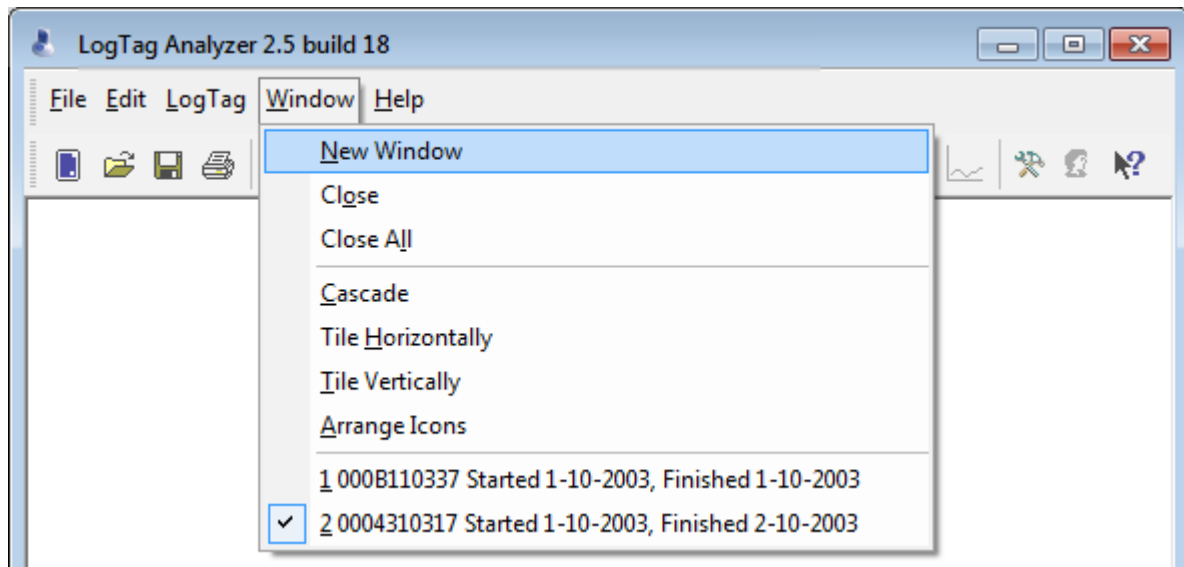 LogTag Analyzer 2.5 build 18
File Edit LogTag Window Help
New Window
Close
Close All
Cascade
Tile Horizontally
Tile Vertically
Arrange Icons
1 000B110337 Started 1-10-2003, Finished 1-10-2003
2 0004310317 Started 1-10-2003, Finished 2-10-2003